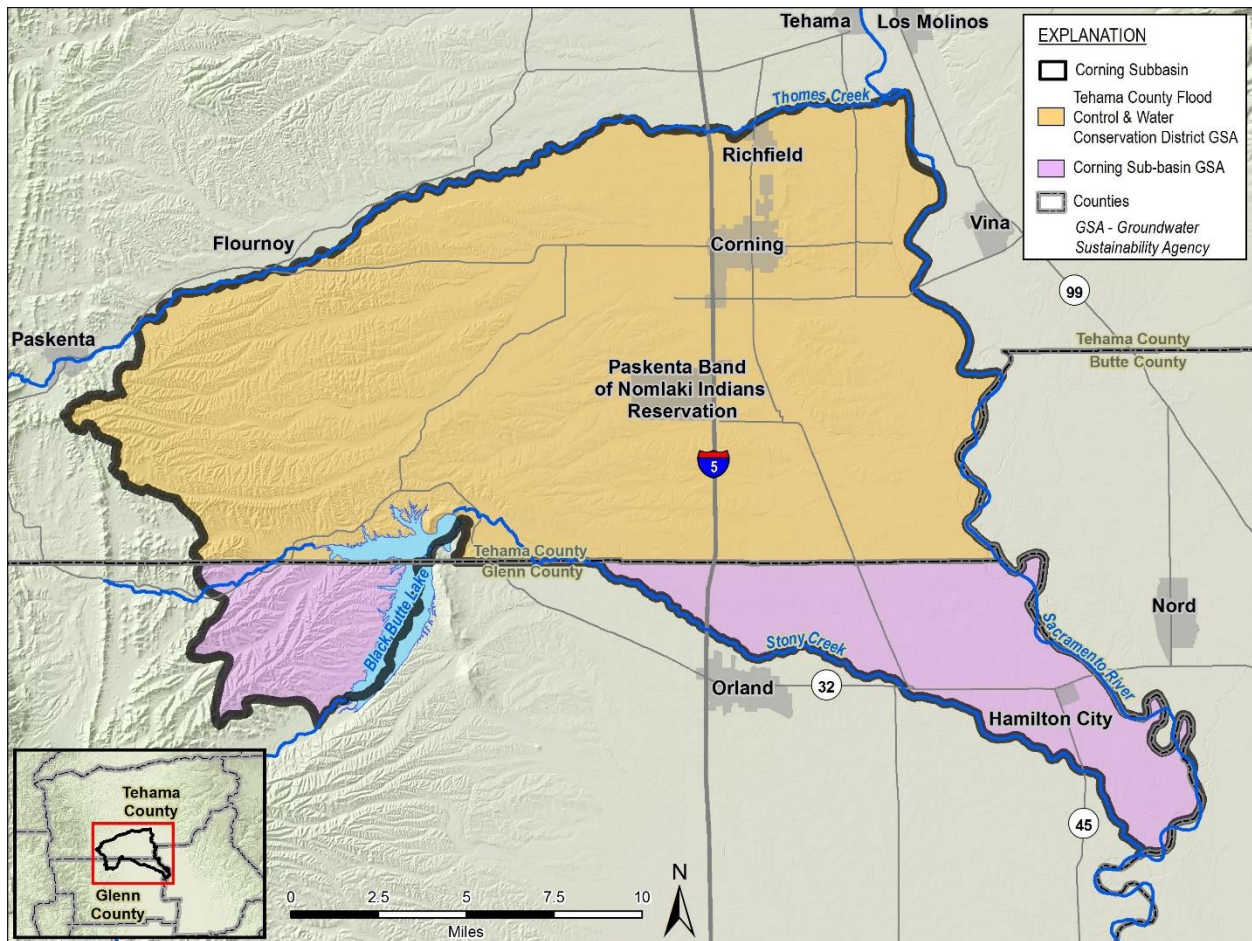 Tehama
Los Molinos
Thomes Creek
Richfield
Flournoy
Corning
Vina
99
Paskenta
Tehama County
Butte County
Paskenta Band
of Nomlaki Indians
Reservation
5
Tehama County
Glenn County
Black Butte Lake
Stony Creek
Sacramento River
Nord
Orland
32
Hamilton City
45
EXPLANATION
Corning Subbasin
Tehama County Flood
Control & Water
Conservation District GSA
Corning Sub-basin GSA
Counties
GSA - Groundwater
Sustainability Agency
Tehama
County
Glenn
County
0 2.5 5 7.5 10
Miles
N